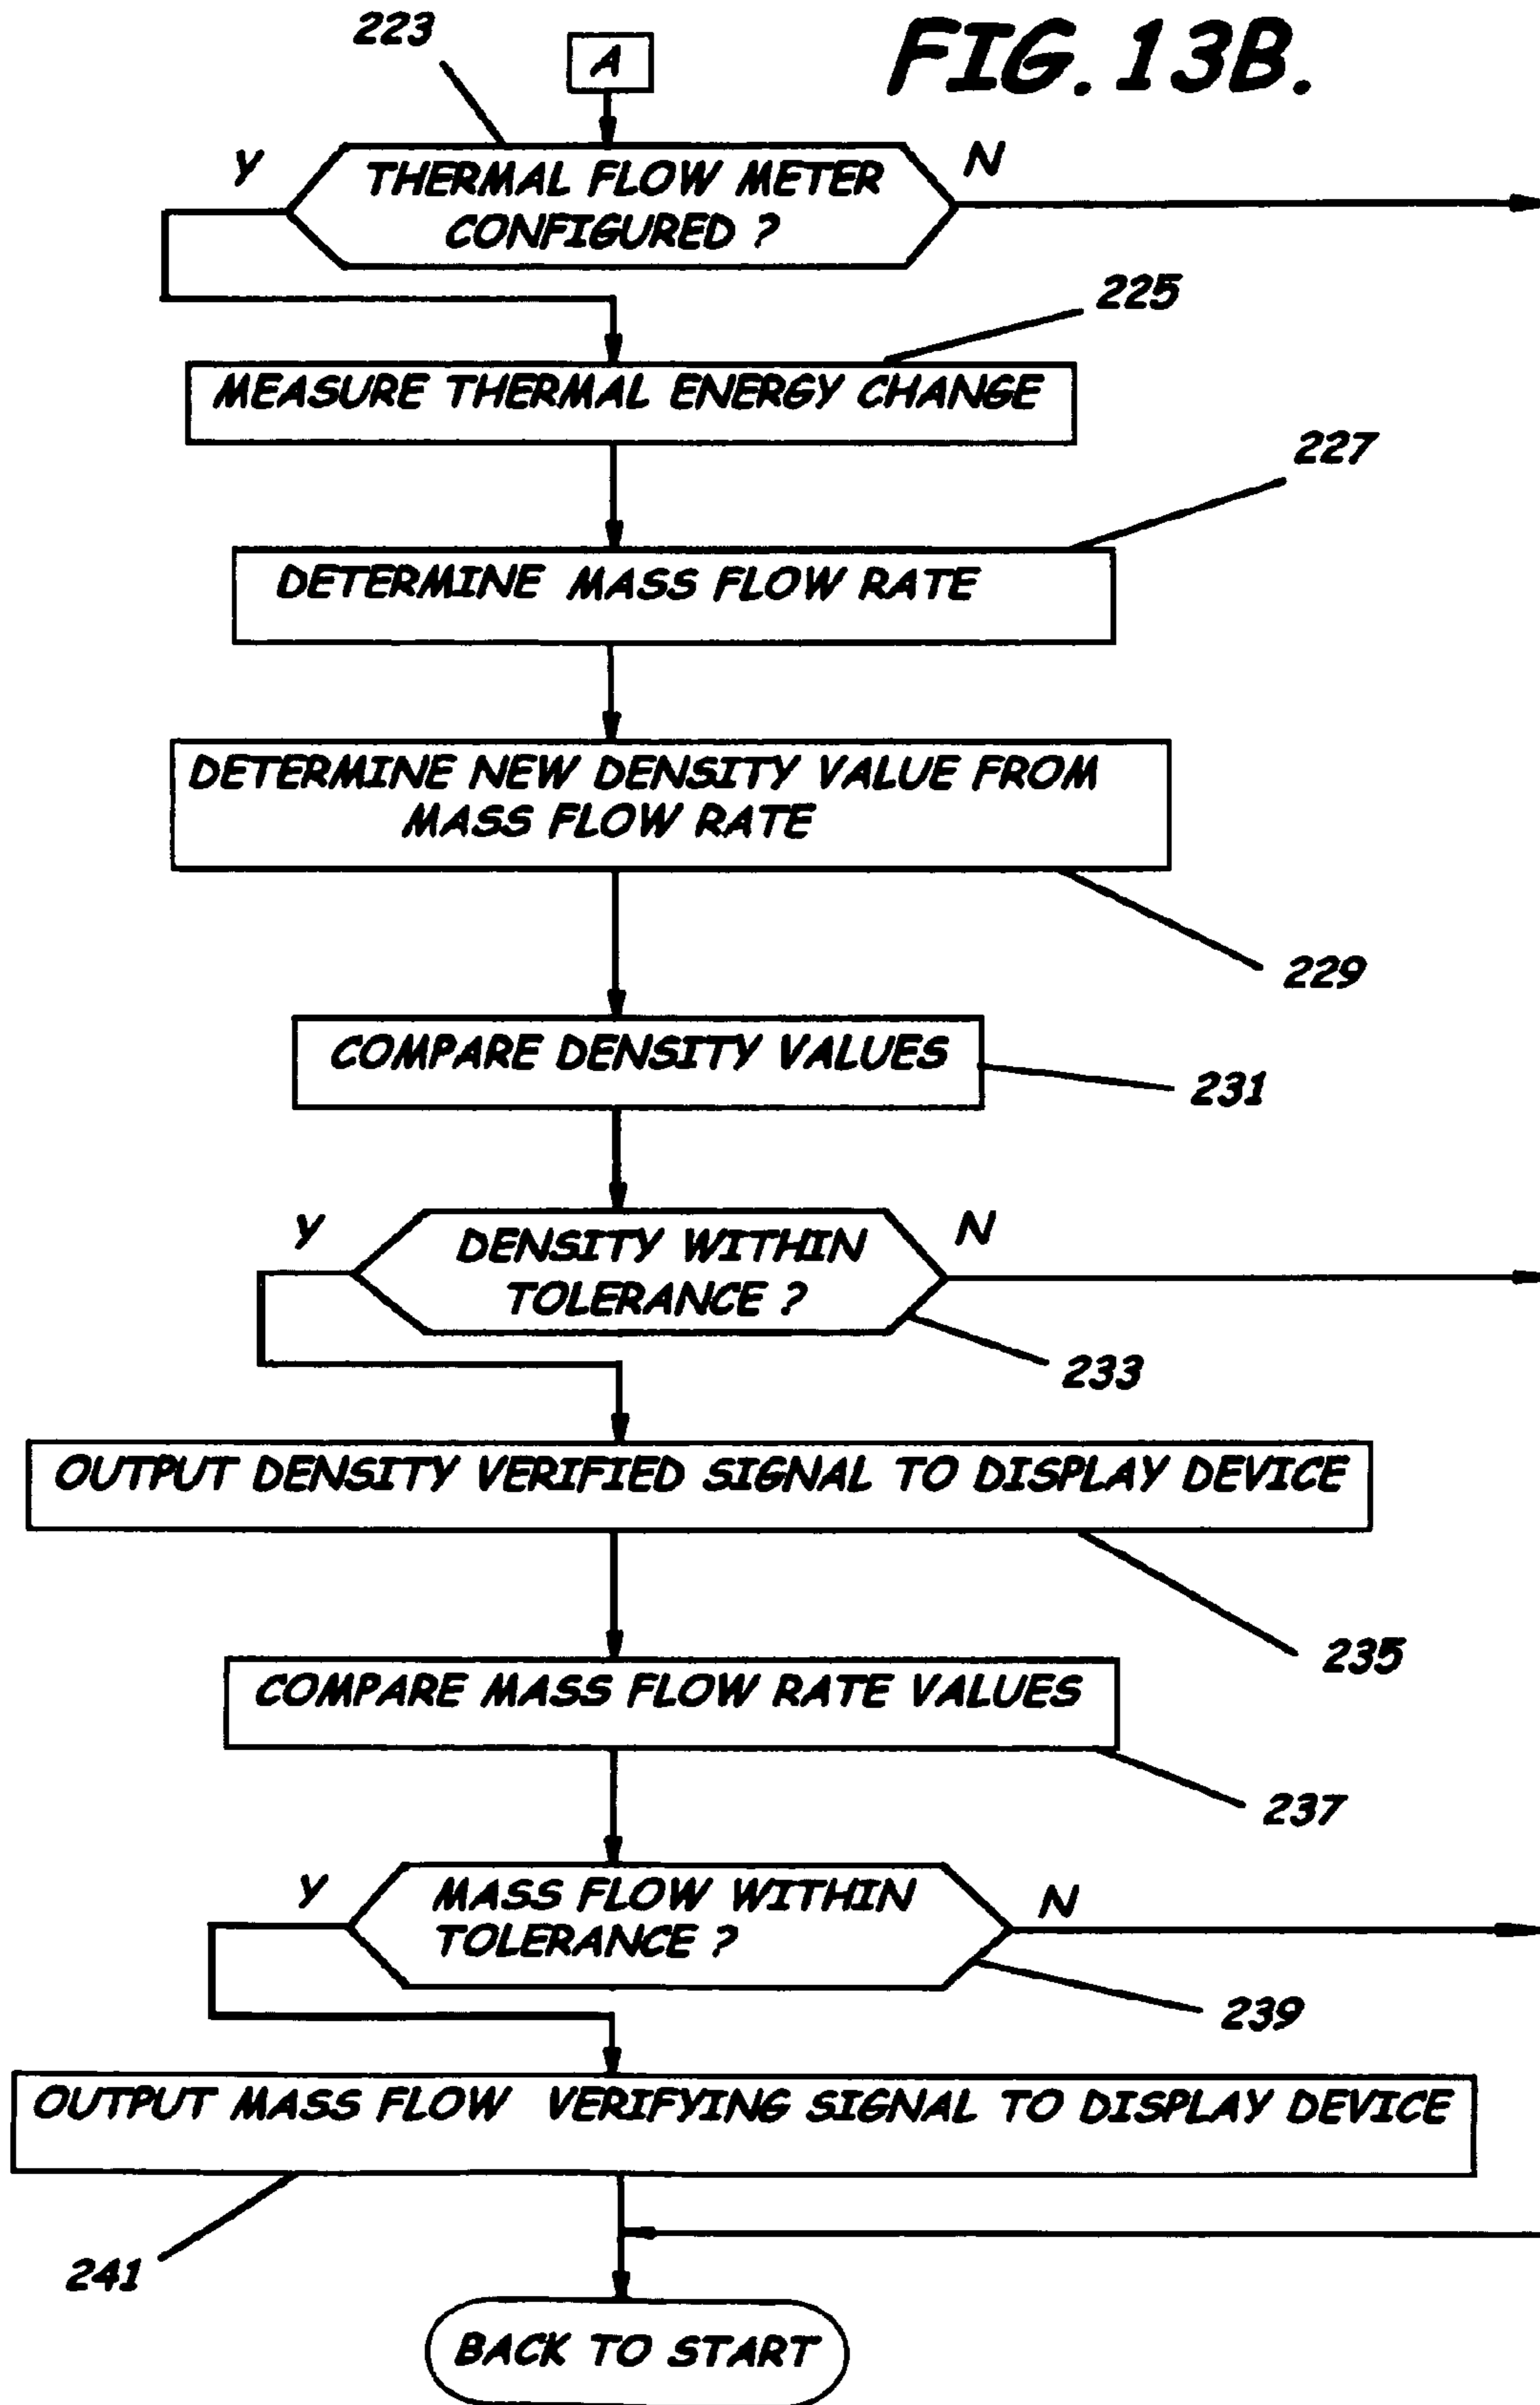 FIG. 13B.
223
A
Y
N
THERMAL FLOW METER
CONFIGURED ?
225
MEASURE THERMAL ENERGY CHANGE
227
DETERMINE MASS FLOW RATE
DETERMINE NEW DENSITY VALUE FROM
MASS FLOW RATE
229
COMPARE DENSITY VALUES
231
Y
N
DENSITY WITHIN
TOLERANCE ?
233
OUTPUT DENSITY VERIFIED SIGNAL TO DISPLAY DEVICE
235
COMPARE MASS FLOW RATE VALUES
237
Y
N
MASS FLOW WITHIN
TOLERANCE ?
239
OUTPUT MASS FLOW VERIFYING SIGNAL TO DISPLAY DEVICE
241
BACK TO START